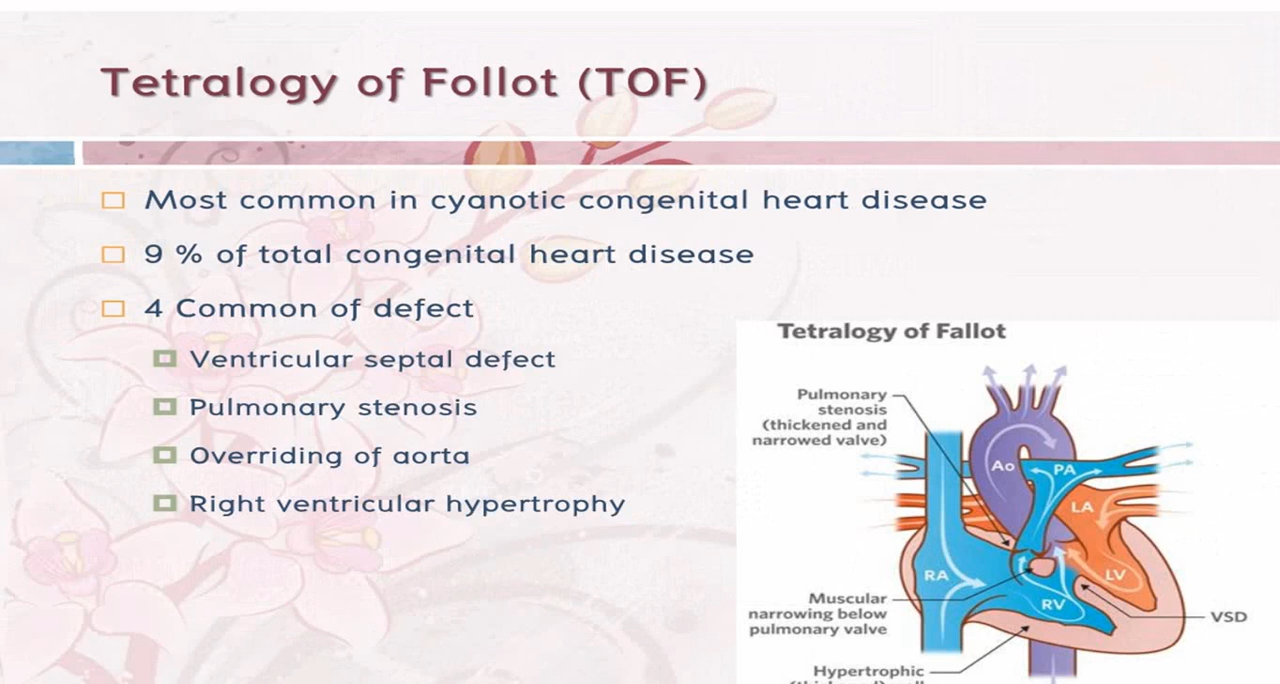 Tetralogy of Follot (TOF)
Most common in cyanotic congenital heart disease
9 % of total congenital heart disease
4 Common of defect
Ventricular septal defect
Pulmonary stenosis
Overriding of aorta
Right ventricular hypertrophy
Tetralogy of Fallot
Pulmonary
stenosis
(thickened and
narrowed valve)
Ao
PA
LA
RA
LV
RV
Muscular
narrowing below
pulmonary valve
VSD
Hypertrophic